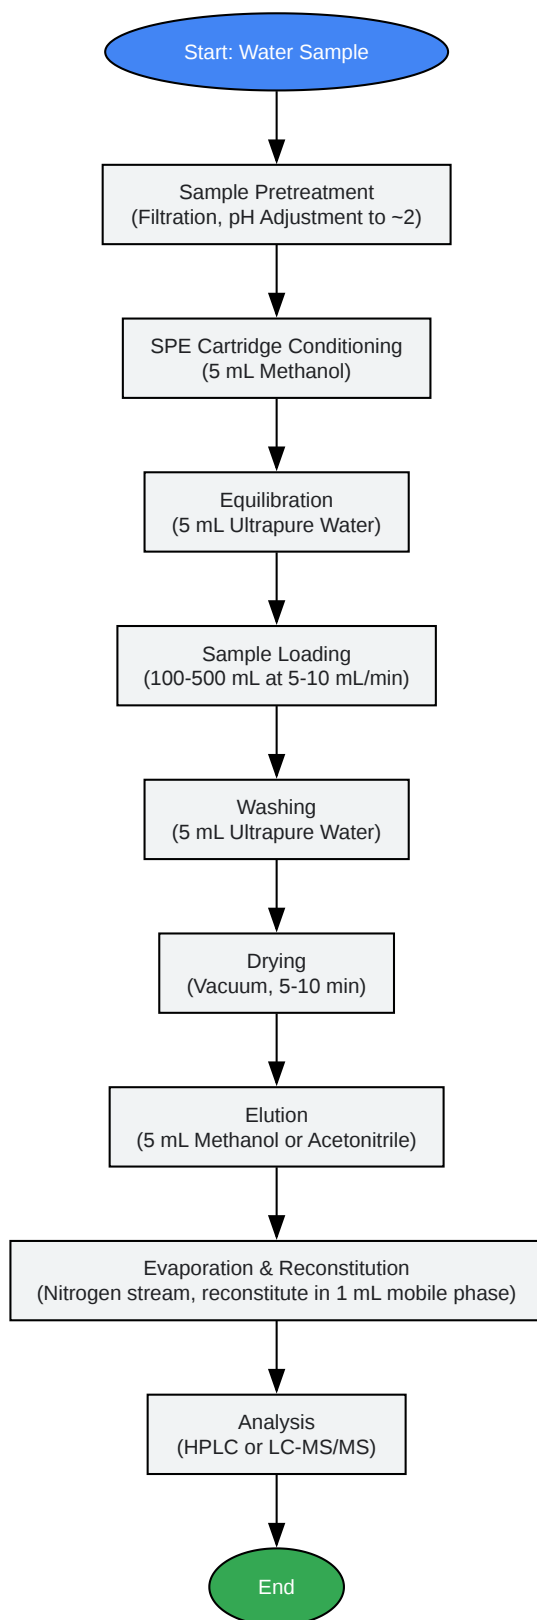 Start: Water Sample
Sample Pretreatment
(Filtration, pH Adjustment to ~2)
SPE Cartridge Conditioning
(5 mL Methanol)
Equilibration
(5 mL Ultrapure Water)
Sample Loading
(100-500 mL at 5-10 mL/min)
Washing
(5 mL Ultrapure Water)
Drying
(Vacuum, 5-10 min)
Elution
(5 mL Methanol or Acetonitrile)
Evaporation & Reconstitution
(Nitrogen stream, reconstitute in 1 mL mobile phase)
Analysis
(HPLC or LC-MS/MS)
End